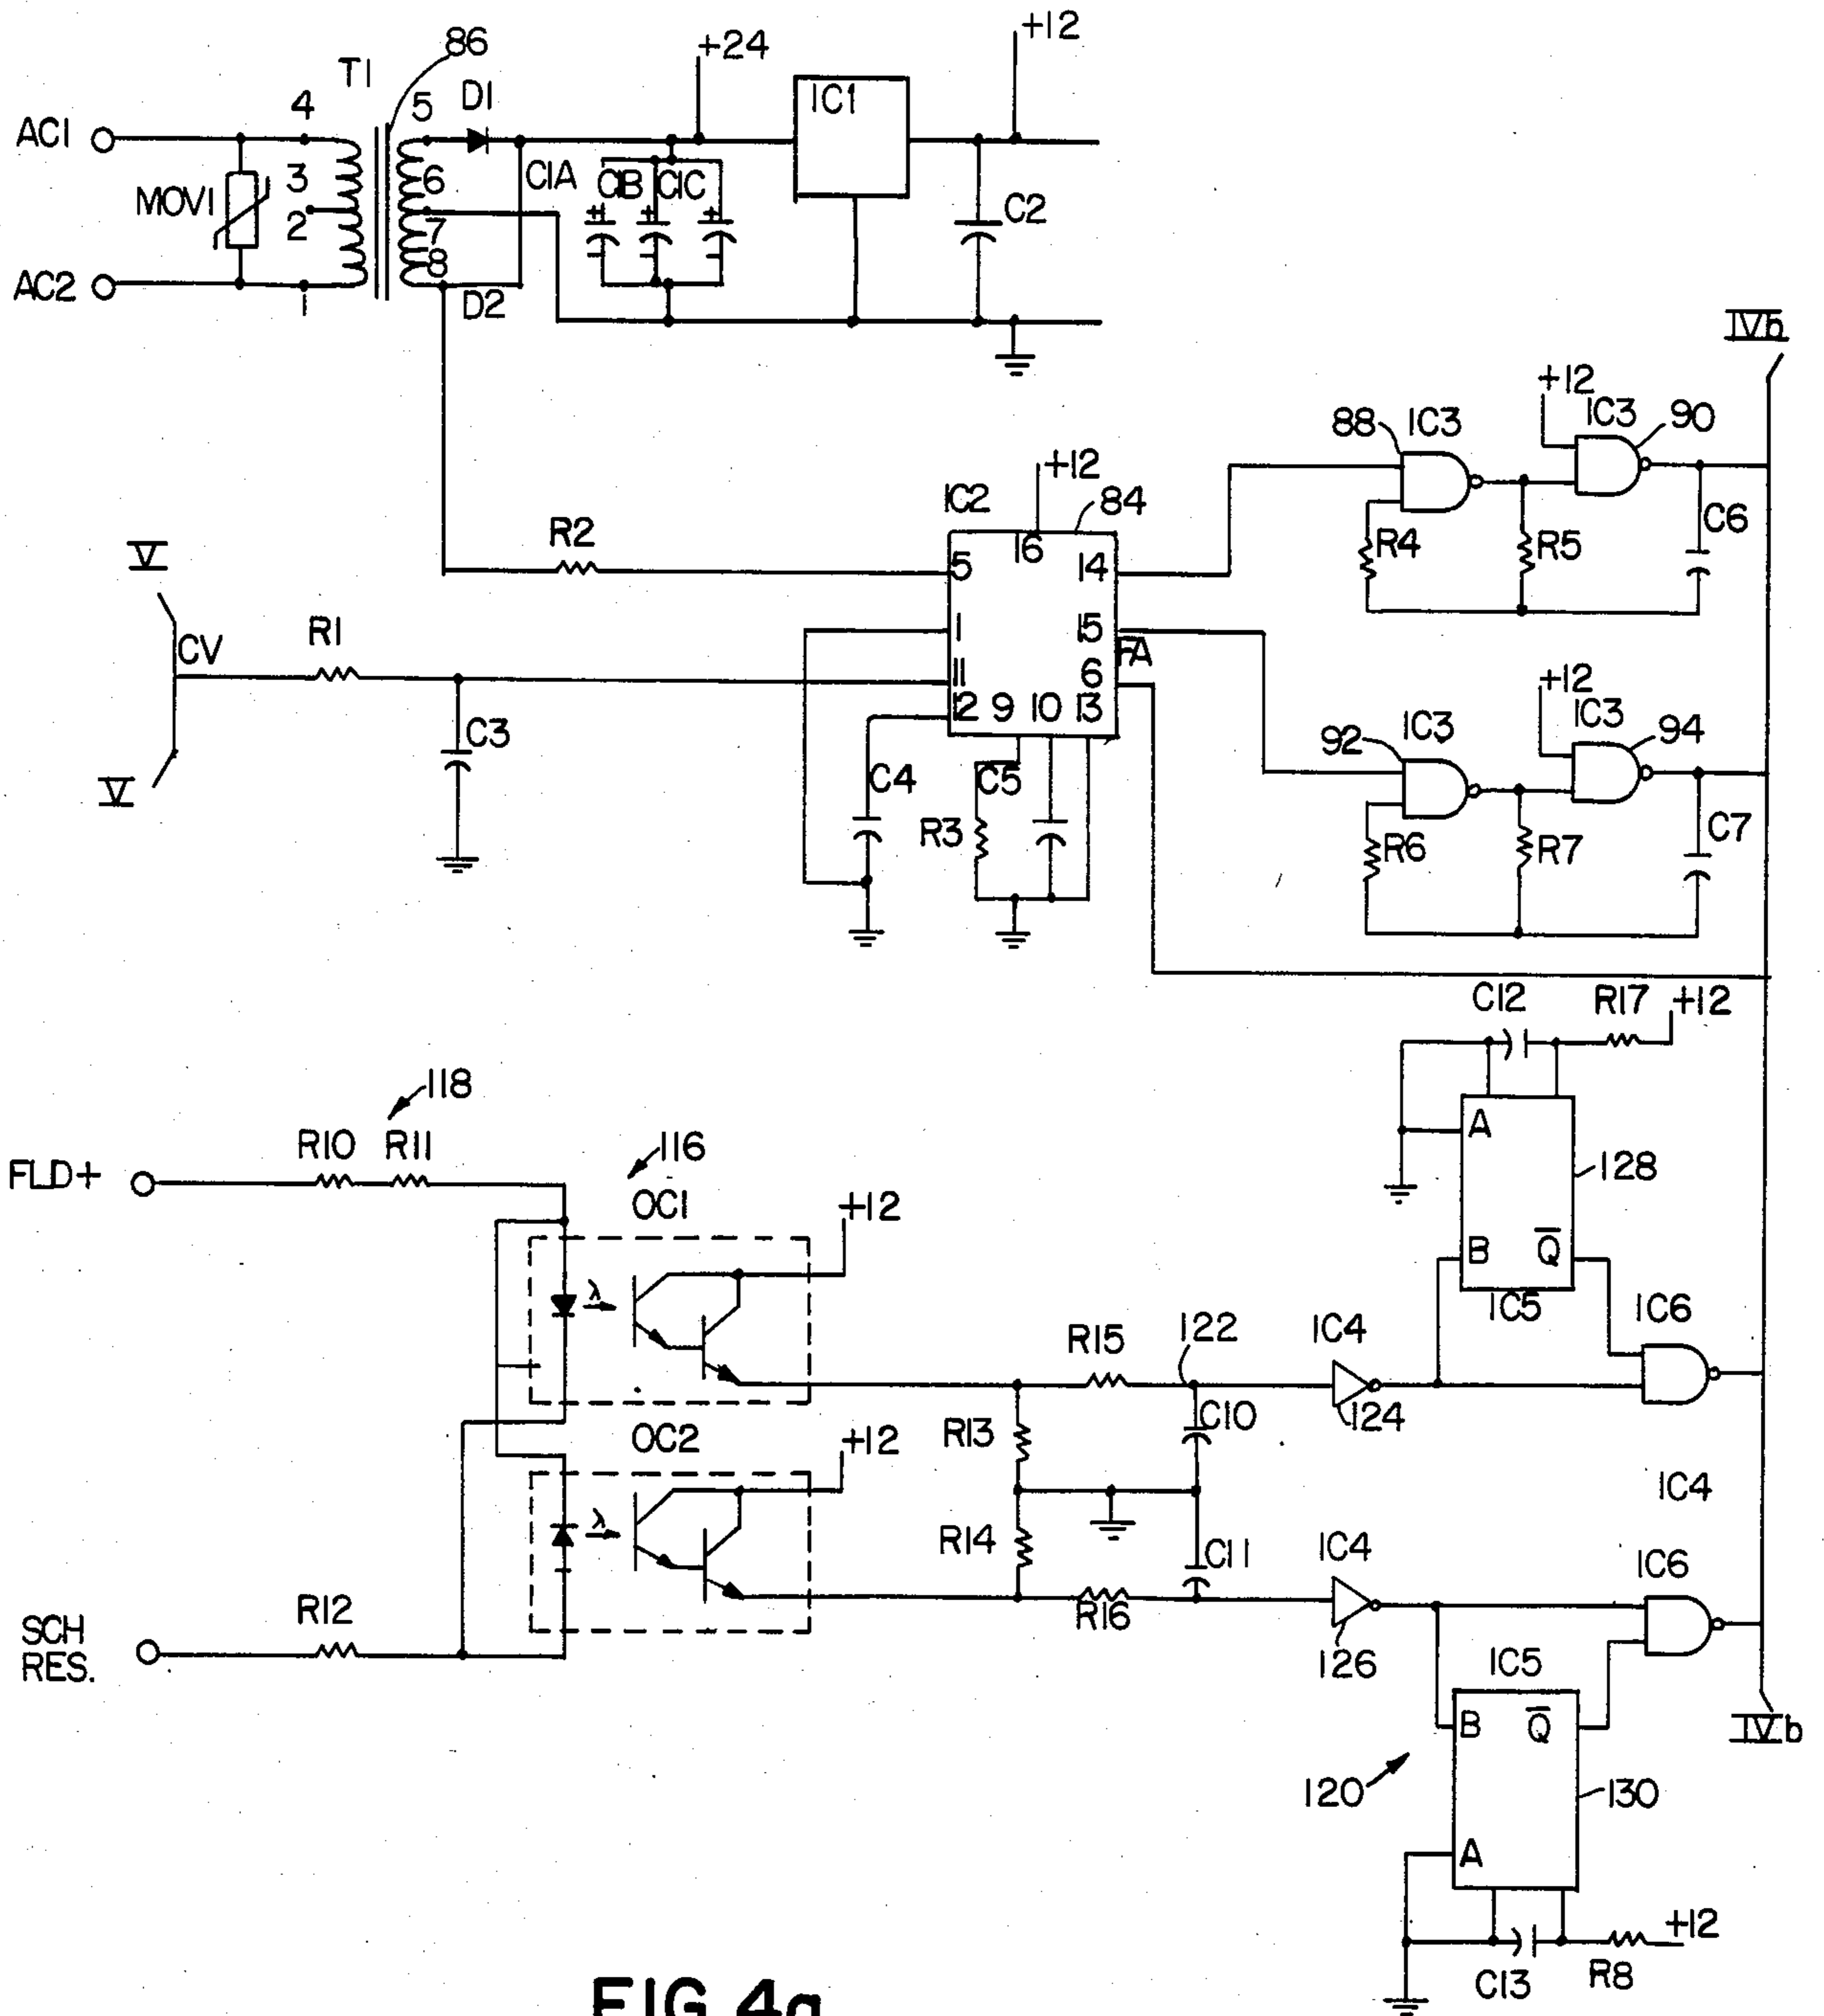 86
+24
+12
T1
D1
IC1
4
5
AC1
3
6
C1A
C1B
C1C
MOV1
2
7
C2
8
AC2
1
D2
IVb
+12
IC3
90
88
IC3
+12
IC2
84
C6
R2
16
R4
R5
V
5
14
R1
1
15
CV
FA
11
6
+12
12
9
10
13
IC3
C3
IC3
94
92
V
C4
C5
R3
C7
R6
R7
C12
R17
+12
118
R10
R11
116
A
FLD+
128
OC1
+12
B
Q
λ
IC5
IC6
R15
122
IC4
C10
124
OC2
+12
R13
IC4
λ
R14
C11
IC4
IC6
R12
R16
SCH
RES.
126
IC5
B
Q
IVb
120
130
A
+12
C13
R8
FIG. 4a